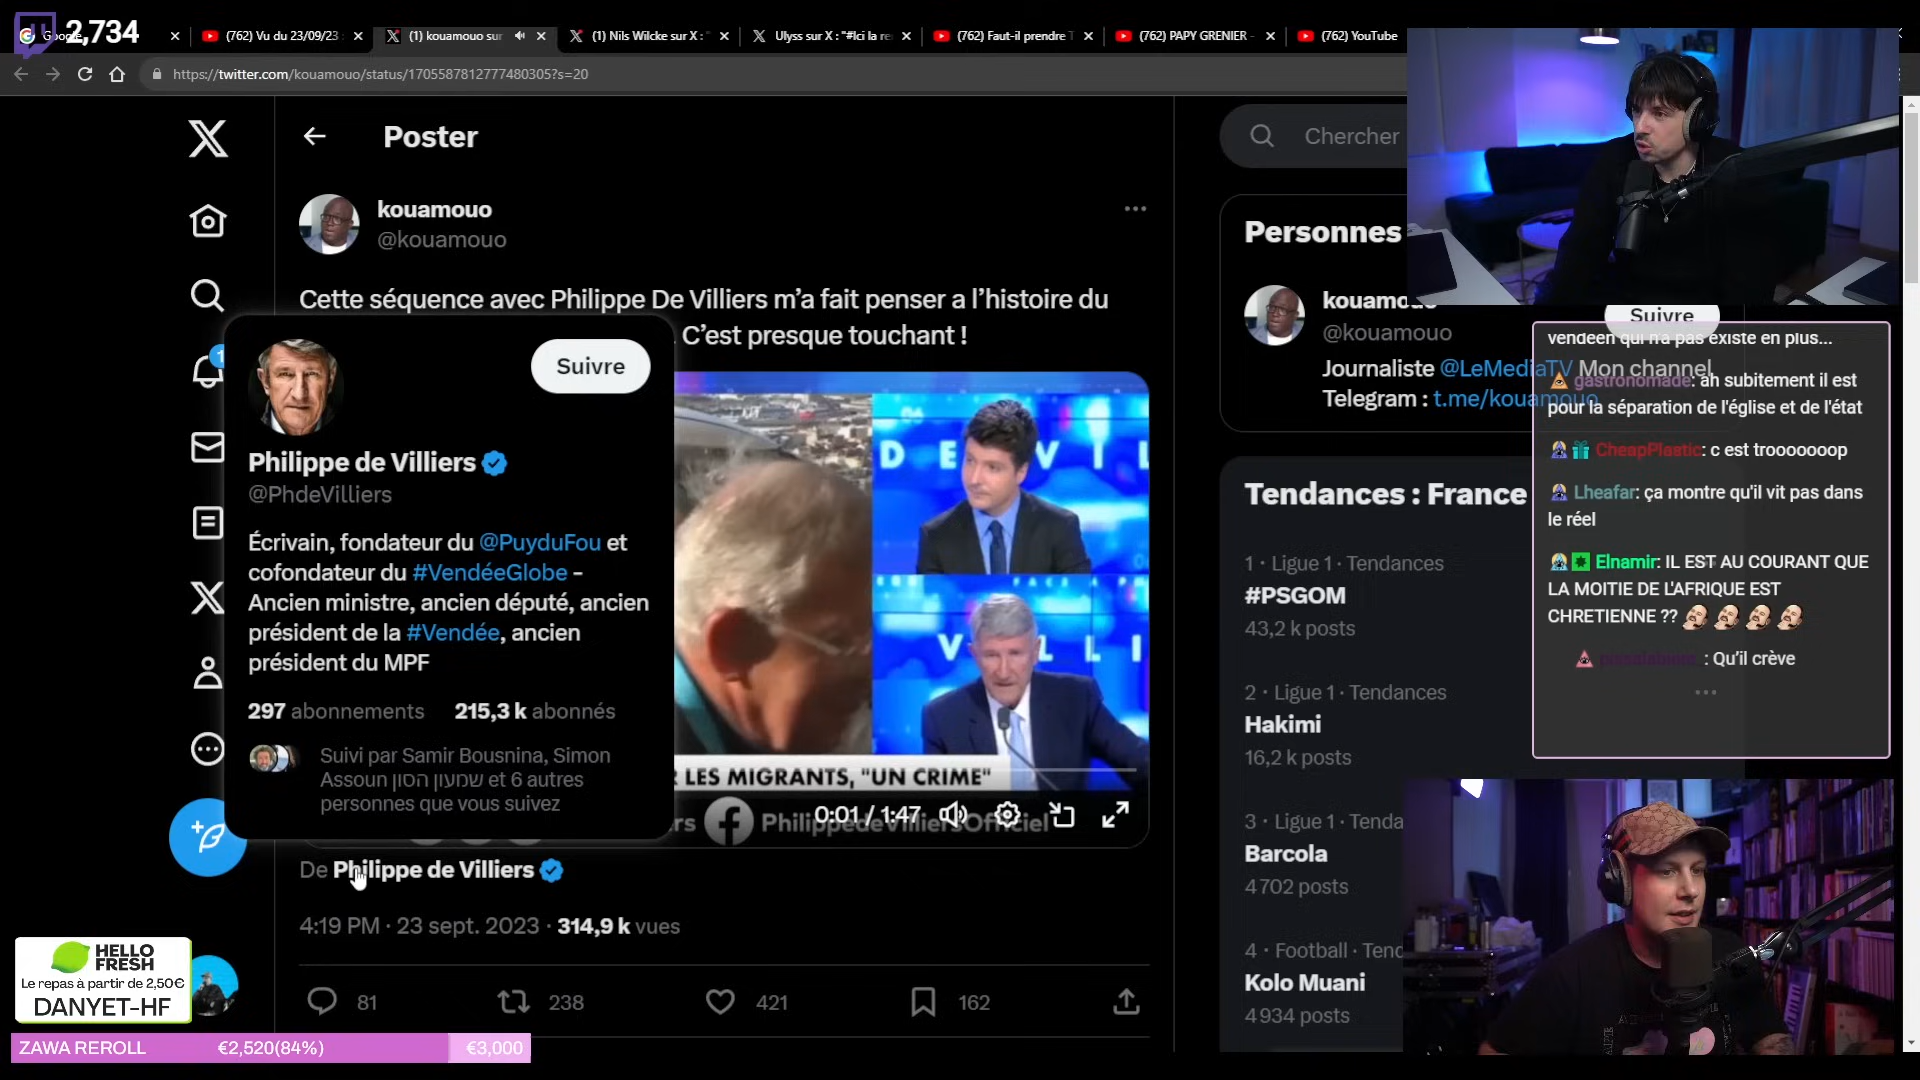 2,734
Google
(762) Vu du 23/09/23
(1) kouamouo sur
(1) Nils Wilcke sur X : "
Ulyss sur X : "#Ici la re
(762) Faut-il prendre T
(762) PAPY GRENIER -
(762) YouTube
https://twitter.com/kouamouo/status/1705587812777480305?s=20
Poster
kouamouo
@kouamouo
Cette séquence avec Philippe De Villiers m’a fait penser a l’histoire du
C’est presque touchant !
Suivre
Philippe de Villiers
@PhdeVilliers
Écrivain, fondateur du @PuyduFou et
cofondateur du #VendéeGlobe -
Ancien ministre, ancien député, ancien
président de la #Vendée, ancien
président du MPF
297 abonnements 215,3 k abonnés
Suivi par Samir Bousnina, Simon
Assoun שמעון הסון et 6 autres
personnes que vous suivez
1
DE VIL
FACE A P
VILLI
R LES MIGRANTS, "UN CRIME"
0:01 / 1:47
rs
PhilippedeVilliersOfficiel
De Philippe de Villiers
4:19 PM · 23 sept. 2023 · 314,9 k vues
81
238
421
162
Chercher
Personnes
kouamouo
@kouamouo
Suivre
Journaliste @LeMediaTV Mon channel
Telegram : t.me/kouamouo
Tendances : France
1 · Ligue 1 · Tendances
#PSGOM
43,2 k posts
2 · Ligue 1 · Tendances
Hakimi
16,2 k posts
3 · Ligue 1 · Tenda
Barcola
4 702 posts
4 · Football · Tend
Kolo Muani
4 934 posts
vendéen qui n'a pas existé en plus...
gastronomade: ah subitement il est
pour la séparation de l'église et de l'état
CheapPlastic: c est trooooooop
Lheafar: ça montre qu'il vit pas dans
le réel
Elnamir: IL EST AU COURANT QUE
LA MOITIE DE L'AFRIQUE EST
CHRETIENNE ??
: Qu'il crève
HELLO
FRESH
Le repas à partir de 2,50€
DANYET-HF
ZAWA REROLL €2,520(84%) €3,000